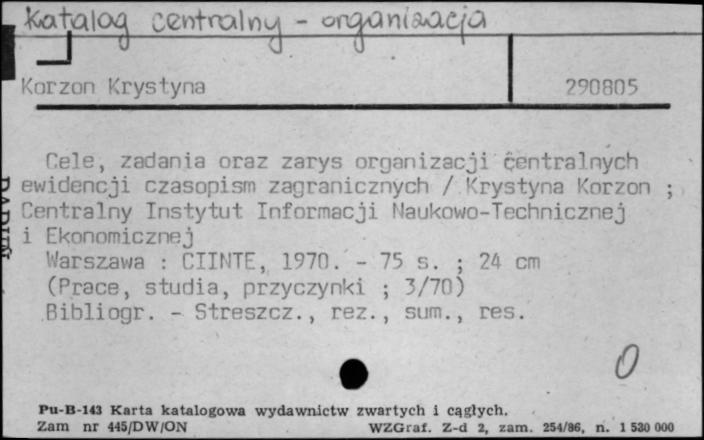 Katalog centralny - organizacja
Korzon Krystyna 290805
Cele, zadania oraz zarys organizacji centralnych
ewidencji czasopism zagranicznych / Krystyna Korzon ;
Centralny Instytut Informacji Naukowo-Technicznej
i Ekonomicznej
Warszawa : CIINTE, 1970. - 75 s. ; 24 cm
(Prace, studia, przyczynki ; 3/70)
Bibliogr. - Streszcz., rez., sum., res.
0
Pu-B-143 Karta katalogowa wydawnictw zwartych i cągłych.
Zam nr 445/DW/ON WZGraf. Z-d 2, zam. 254/86, n. 1 530 000